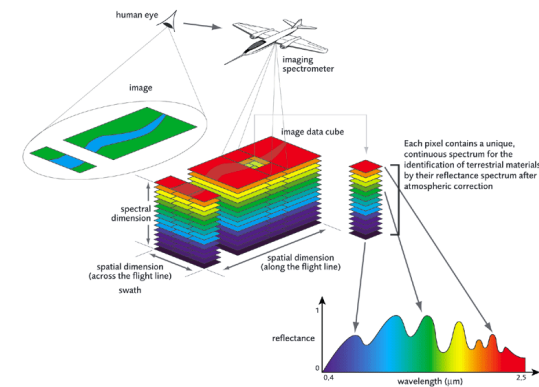 human eye
imaging
spectrometer
image
image data cube
Each pixel contains a unique,
continuous spectrum for the
identification of terrestrial materials
by their reflectance spectrum after
atmospheric correction
spectral
dimension
spatial dimension
(across the flight line)
swath
spatial dimension
(along the flight line)
1
reflectance
0
0,4
2,5
wavelength (μm)